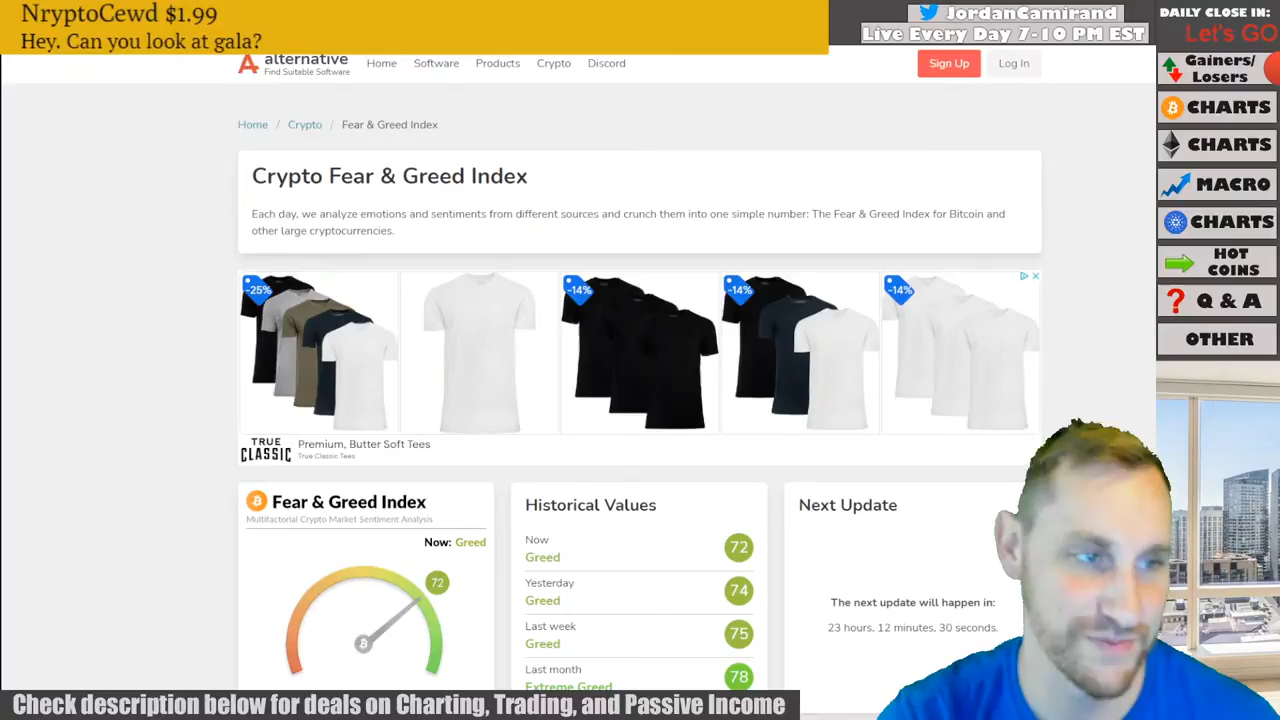 NryptoCewd $1.99
Hey. Can you look at gala?
JordanCamirand
Live Every Day 7-10 PM EST
DAILY CLOSE IN:
Let's GO
alternative
Find Suitable Software
Home
Software
Products
Crypto
Discord
Sign Up
Log In
Gainers/
Losers
CHARTS
CHARTS
MACRO
CHARTS
HOT
COINS
Q & A
OTHER
Home / Crypto / Fear & Greed Index
Crypto Fear & Greed Index
Each day, we analyze emotions and sentiments from different sources and crunch them into one simple number: The Fear & Greed Index for Bitcoin and
other large cryptocurrencies.
-25%
-14%
-14%
-14%
TRUE
CLASSIC
Premium, Butter Soft Tees
True Classic Tees
Fear & Greed Index
Multifactorial Crypto Market Sentiment Analysis
Now: Greed
72
Historical Values
Now
Greed
72
Yesterday
Greed
74
Last week
Greed
75
Last month
Extreme Greed
78
Next Update
The next update will happen in:
23 hours, 12 minutes, 30 seconds.
Check description below for deals on Charting, Trading, and Passive Income